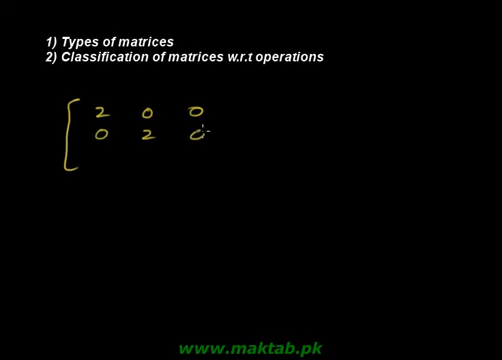 1) Types of matrices
2) Classification of matrices w.r.t operations
2 0 0
0 2 0
www.maktab.pk